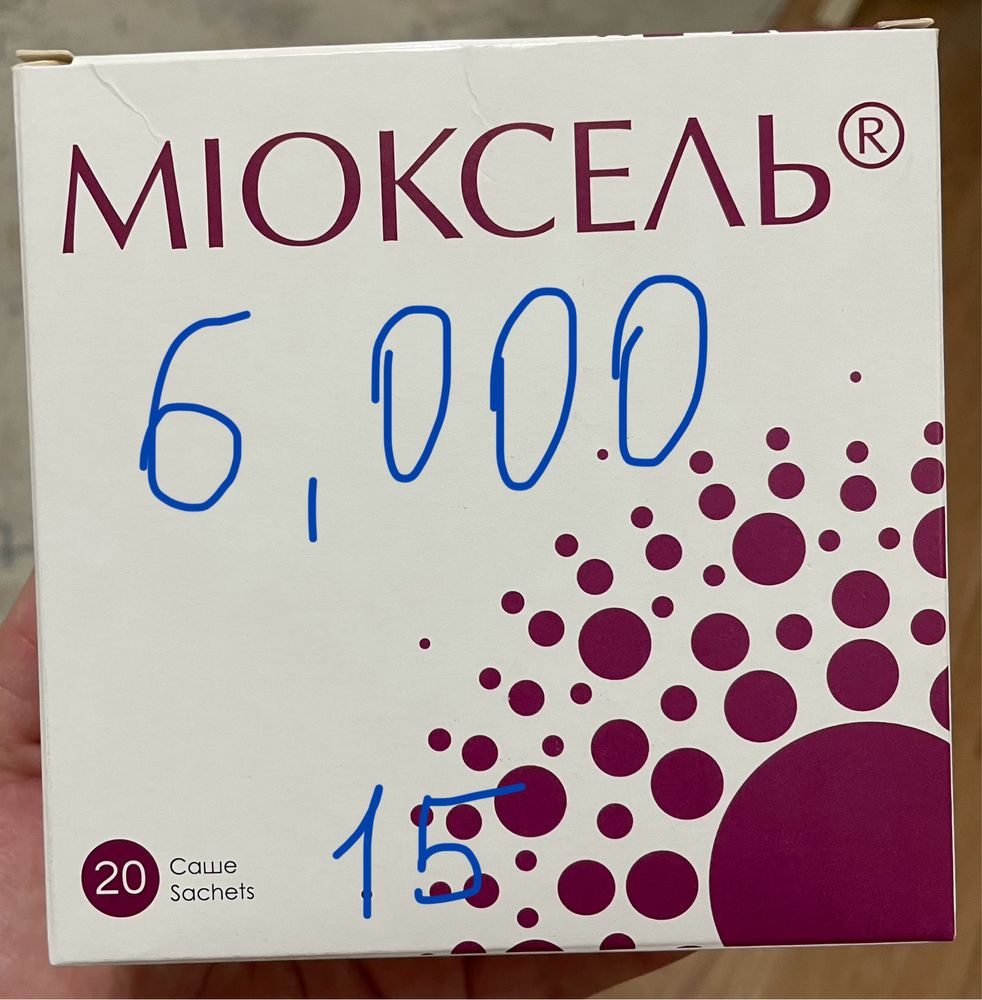 МІОКСЕЛЬ®
6,000
15
20 Саше
Sachets